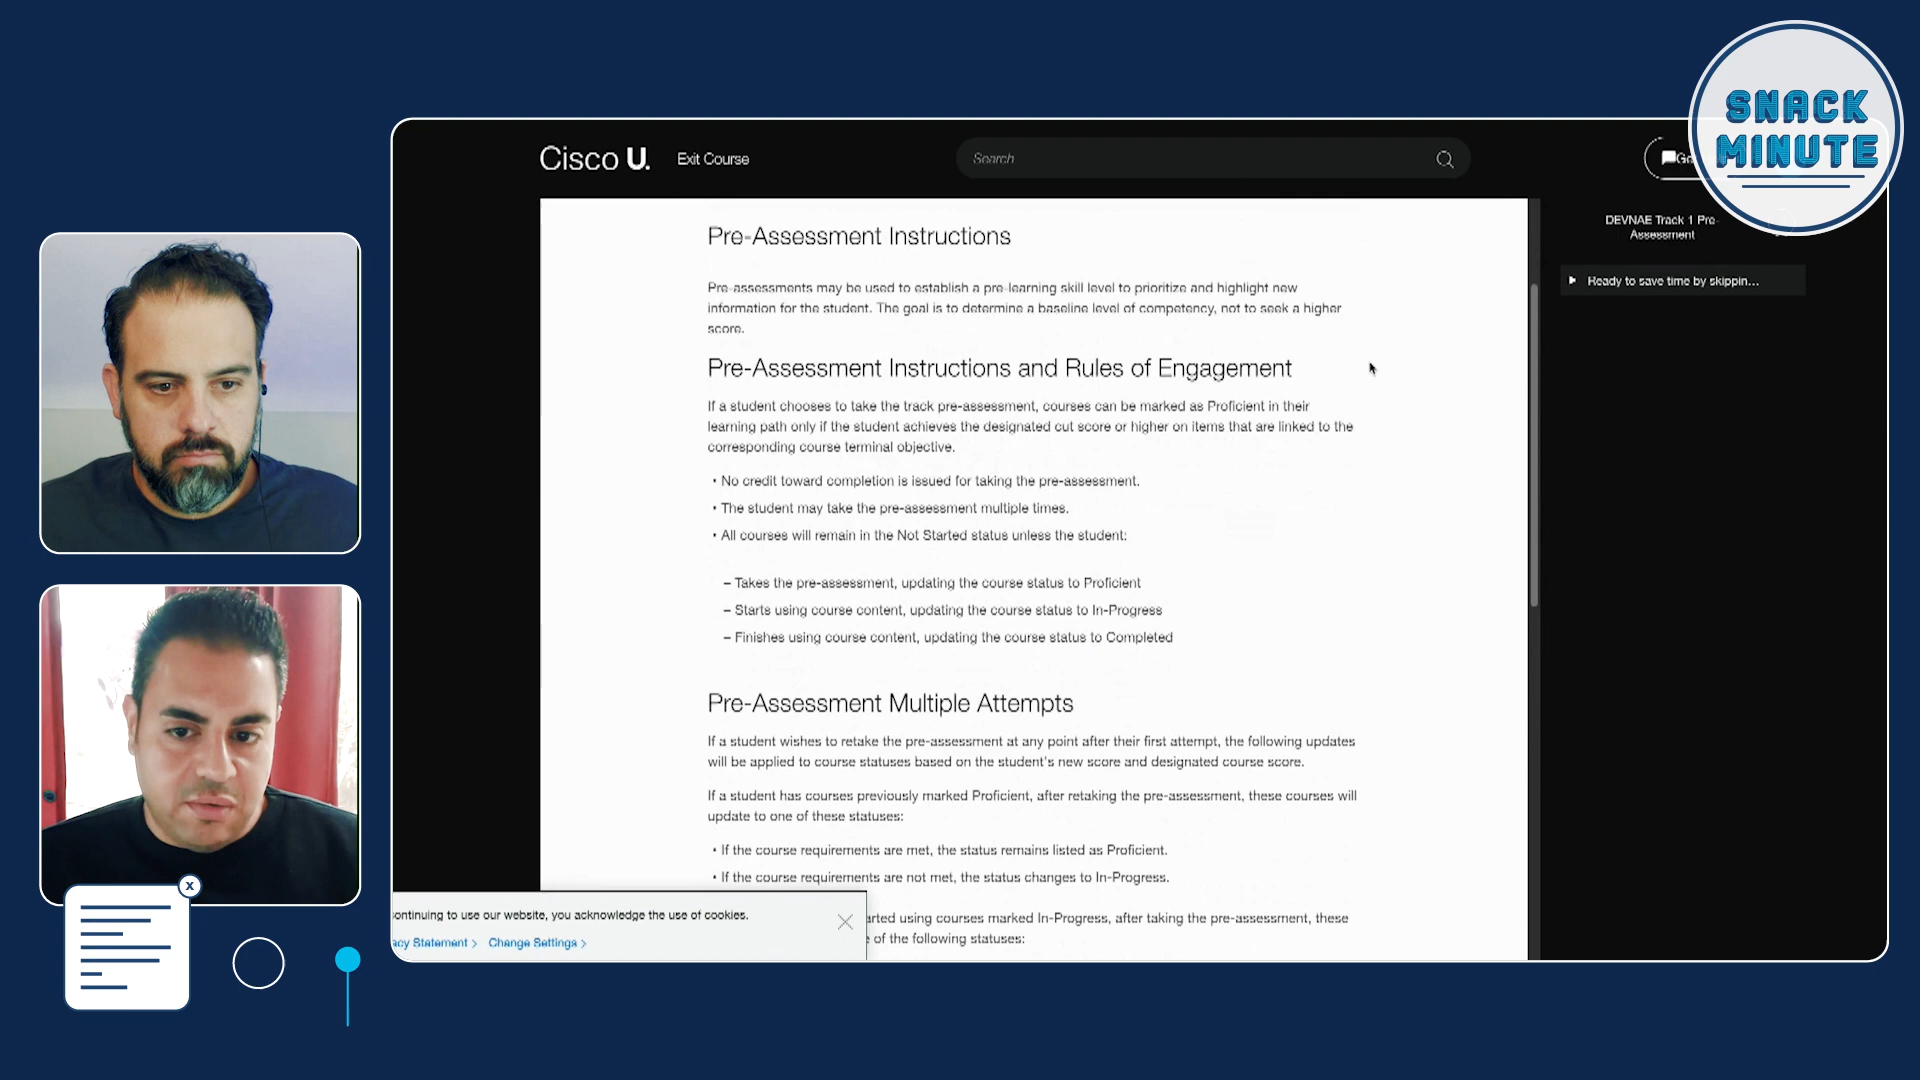 SNACK
MINUTE
Cisco U.
Exit Course
Search
DEVNAE Track 1 Pre-
Assessment
Ready to save time by skippin...
Pre-Assessment Instructions
Pre-assessments may be used to establish a pre-learning skill level to prioritize and highlight new
information for the student. The goal is to determine a baseline level of competency, not to seek a higher
score.
Pre-Assessment Instructions and Rules of Engagement
If a student chooses to take the track pre-assessment, courses can be marked as Proficient in their
learning path only if the student achieves the designated cut score or higher on items that are linked to the
corresponding course terminal objective.
• No credit toward completion is issued for taking the pre-assessment.
• The student may take the pre-assessment multiple times.
• All courses will remain in the Not Started status unless the student:
– Takes the pre-assessment, updating the course status to Proficient
– Starts using course content, updating the course status to In-Progress
– Finishes using course content, updating the course status to Completed
Pre-Assessment Multiple Attempts
If a student wishes to retake the pre-assessment at any point after their first attempt, the following updates
will be applied to course statuses based on the student's new score and designated course score.
If a student has courses previously marked Proficient, after retaking the pre-assessment, these courses will
update to one of these statuses:
• If the course requirements are met, the status remains listed as Proficient.
• If the course requirements are not met, the status changes to In-Progress.
arted using courses marked In-Progress, after taking the pre-assessment, these
of the following statuses:
ontinuing to use our website, you acknowledge the use of cookies.
acy Statement >
Change Settings >
x